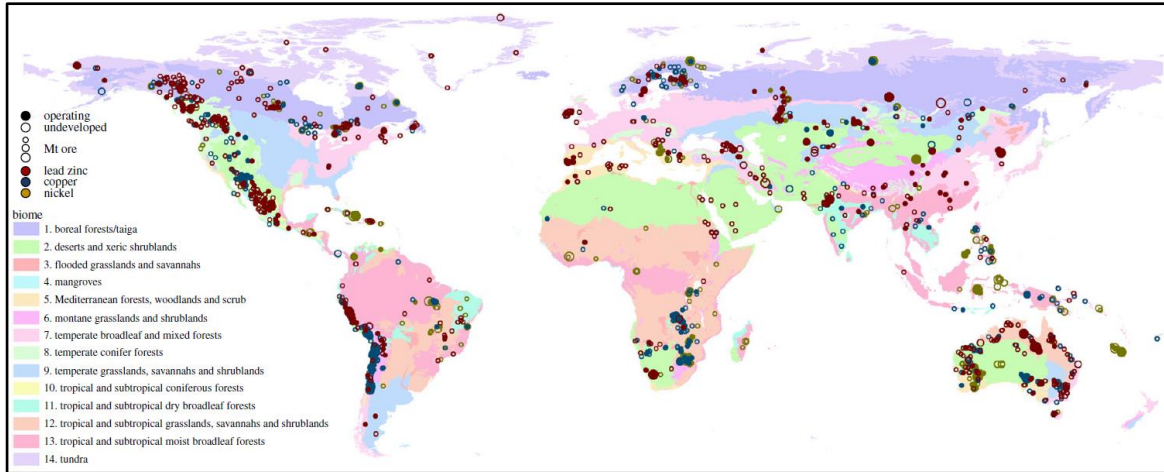 operating
undeveloped
Mt ore
lead zinc
copper
nickel
biome
1. boreal forests/taiga
2. deserts and xeric shrublands
3. flooded grasslands and savannahs
4. mangroves
5. Mediterranean forests, woodlands and scrub
6. montane grasslands and shrublands
7. temperate broadleaf and mixed forests
8. temperate conifer forests
9. temperate grasslands, savannahs and shrublands
10. tropical and subtropical coniferous forests
11. tropical and subtropical dry broadleaf forests
12. tropical and subtropical grasslands, savannahs and shrublands
13. tropical and subtropical moist broadleaf forests
14. tundra